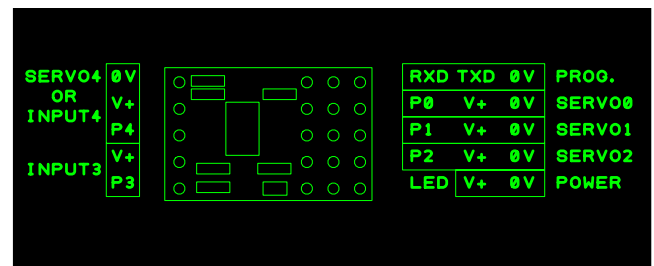 SERVO4 0V
OR
V+
INPUT4
P4
V+
INPUT3
P3
RXD TXD 0V PROG.
P0 V+ 0V SERVO0
P1 V+ 0V SERVO1
P2 V+ 0V SERVO2
LED V+ 0V POWER